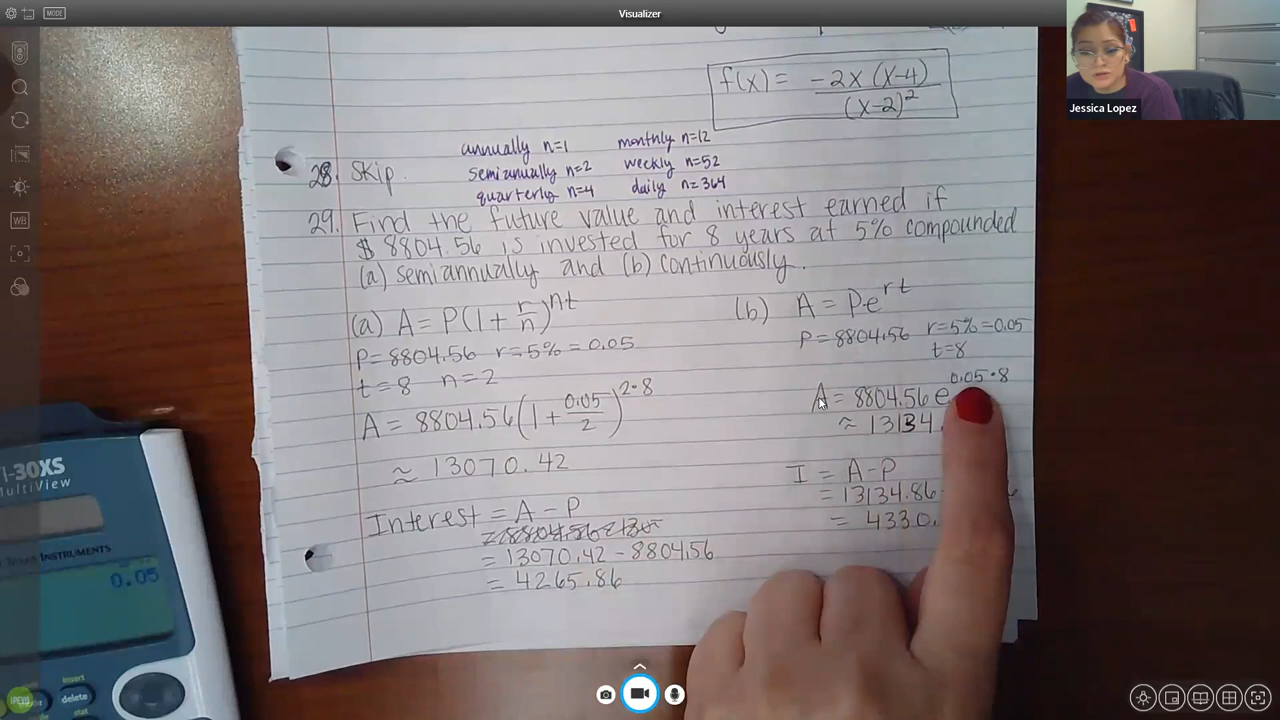 MODE
Visualizer
Jessica Lopez
f(x) = -2x(x-4)
(x-2)²
annually n=1 monthly n=12
28. Skip. semiannually n=2 weekly n=52
quarterly n=4 daily n=364
29. Find the future value and interest earned if
$ 8804.56 is invested for 8 years at 5% compounded
(a) semiannually and (b) continuously.
(a) A = P(1 + r/n)^nt
P = 8804.56 r = 5% = 0.05
t = 8 n = 2
A = 8804.56(1 + 0.05/2)^2·8
≈ 13070.42
Interest = A - P
= 13070.42 - 8804.56
= 4265.86
(b) A = Pe^rt
P = 8804.56 r = 5% = 0.05
t = 8
A = 8804.56 e^0.05·8
≈ 13134.
I = A - P
= 13134.86
= 4330.
WB
TI-30XS
MultiView
TEXAS INSTRUMENTS
0.05
insert
delete
IPEVO